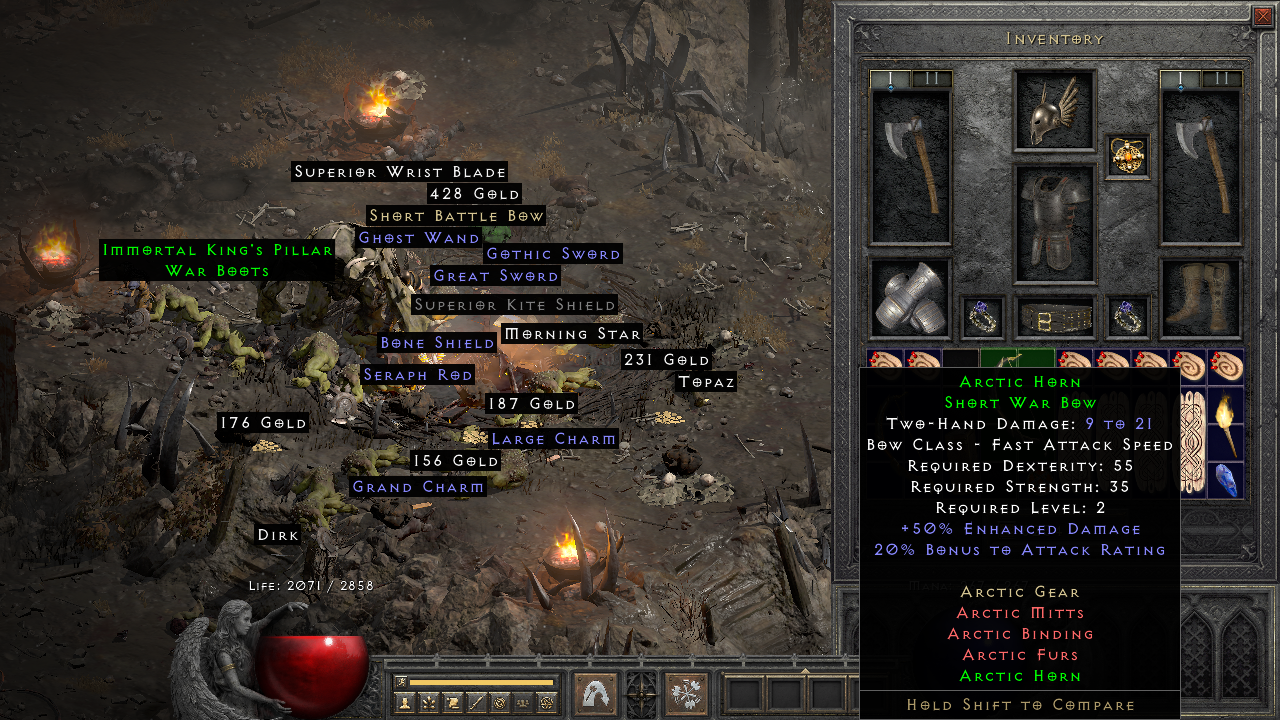 Inventory
I
II
I
II
Superior Wrist Blade
428 Gold
Short Battle Bow
Ghost Wand
Immortal King's Pillar
War Boots
Gothic Sword
Great Sword
Superior Kite Shield
Morning Star
Bone Shield
231 Gold
Seraph Rod
Topaz
187 Gold
176 Gold
Large Charm
156 Gold
Grand Charm
Dirk
Life: 2071 / 2858
Arctic Horn
Short War Bow
Two-Hand Damage: 9 to 21
Bow Class - Fast Attack Speed
Required Dexterity: 55
Required Strength: 35
Required Level: 2
+50% Enhanced Damage
20% Bonus to Attack Rating
Arctic Gear
Arctic Mitts
Arctic Binding
Arctic Furs
Arctic Horn
Hold Shift to Compare